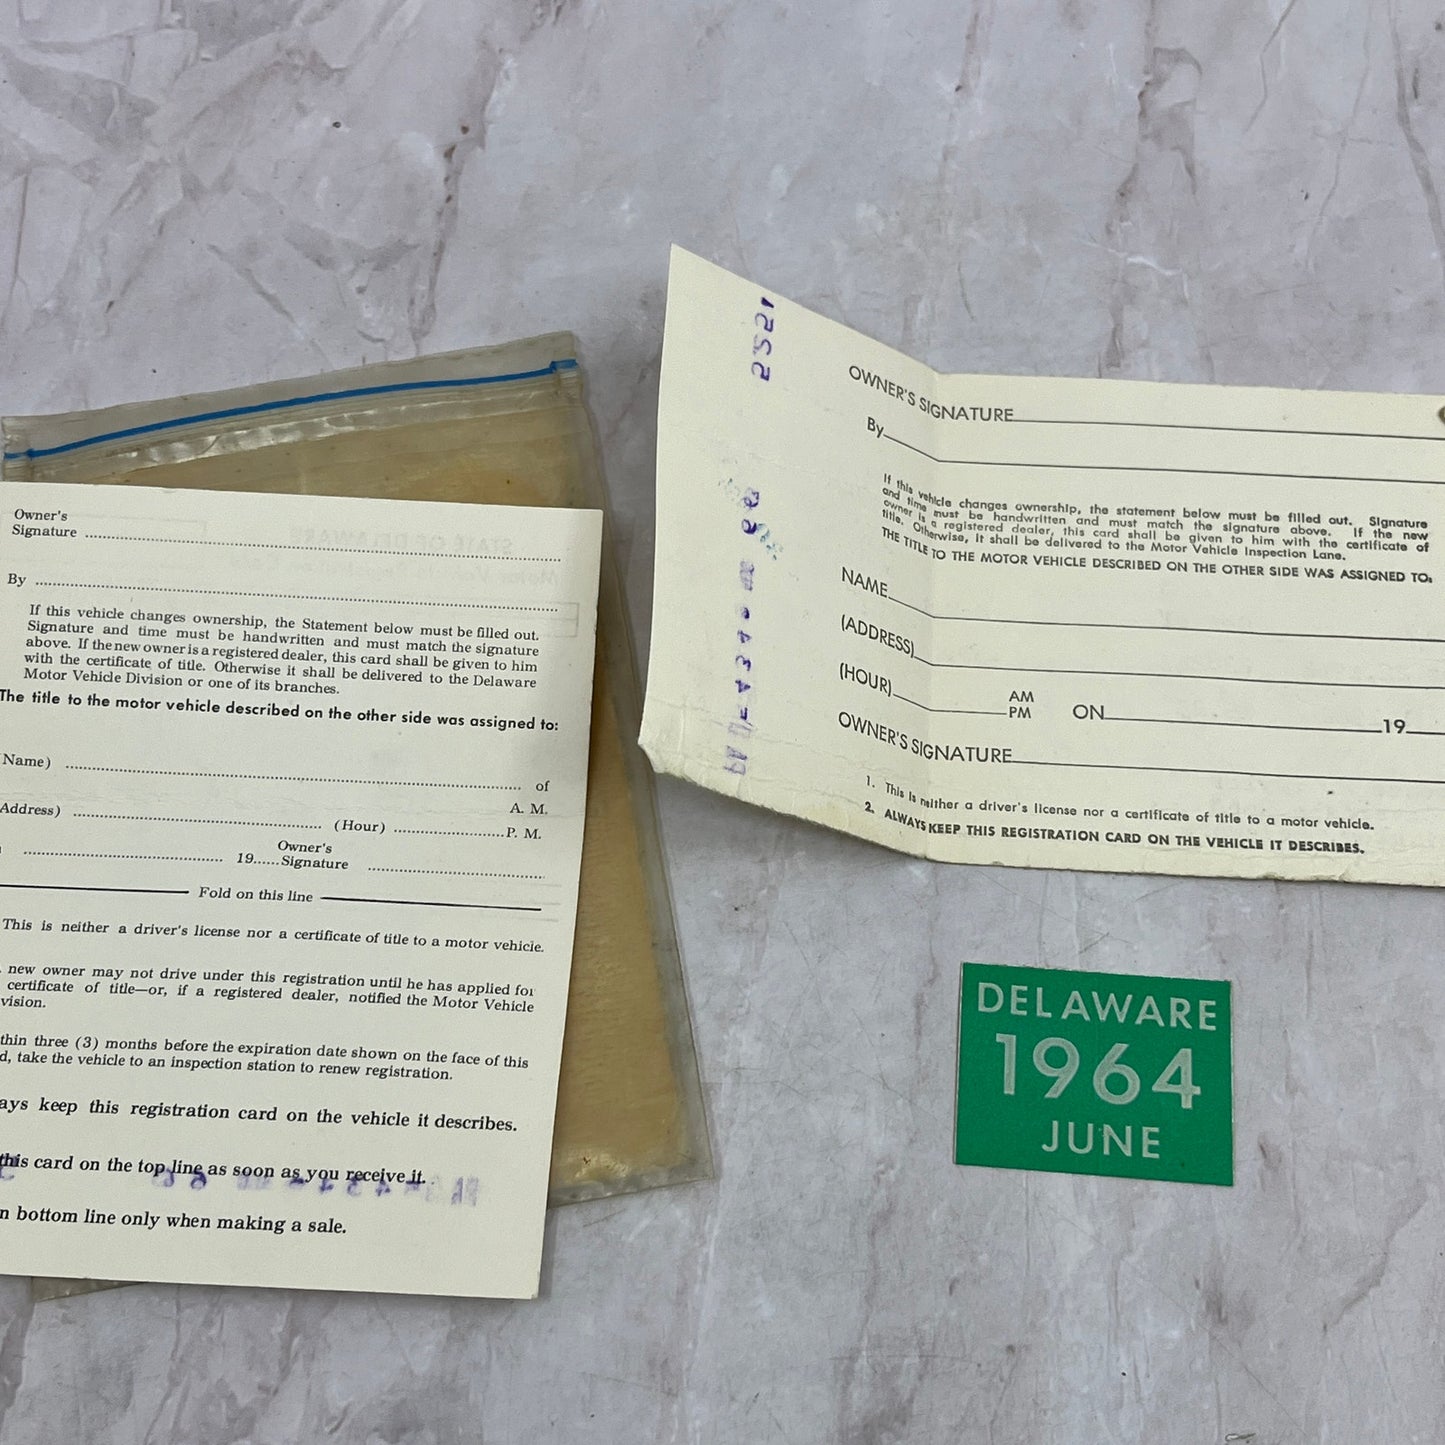 Owner's
Signature
By
If this vehicle changes ownership, the Statement below must be filled out.
Signature and time must be handwritten and must match the signature
above. If the new owner is a registered dealer, this card shall be given to him
with the certificate of title. Otherwise it shall be delivered to the Delaware
Motor Vehicle Division or one of its branches.
The title to the motor vehicle described on the other side was assigned to:
Name) of
Address) (Hour) A. M.
P. M.
19...... Owner's
Signature
Fold on this line
This is neither a driver's license nor a certificate of title to a motor vehicle.
new owner may not drive under this registration until he has applied for
certificate of title—or, if a registered dealer, notified the Motor Vehicle
vision.
thin three (3) months before the expiration date shown on the face of this
d, take the vehicle to an inspection station to renew registration.
ays keep this registration card on the vehicle it describes.
this card on the top line as soon as you receive it.
n bottom line only when making a sale.
OWNER'S SIGNATURE
By
If this vehicle changes ownership, the statement below must be filled out. Signature
and time must be handwritten and must match the signature above. If the new
owner is a registered dealer, this card shall be given to him with the certificate of
title. Otherwise, it shall be delivered to the Motor Vehicle Inspection Lane.
THE TITLE TO THE MOTOR VEHICLE DESCRIBED ON THE OTHER SIDE WAS ASSIGNED TO:
NAME
(ADDRESS)
(HOUR) AM
PM ON 19
OWNER'S SIGNATURE
1. This is neither a driver's license nor a certificate of title to a motor vehicle.
2. ALWAYS KEEP THIS REGISTRATION CARD ON THE VEHICLE IT DESCRIBES.
DELAWARE
1964
JUNE